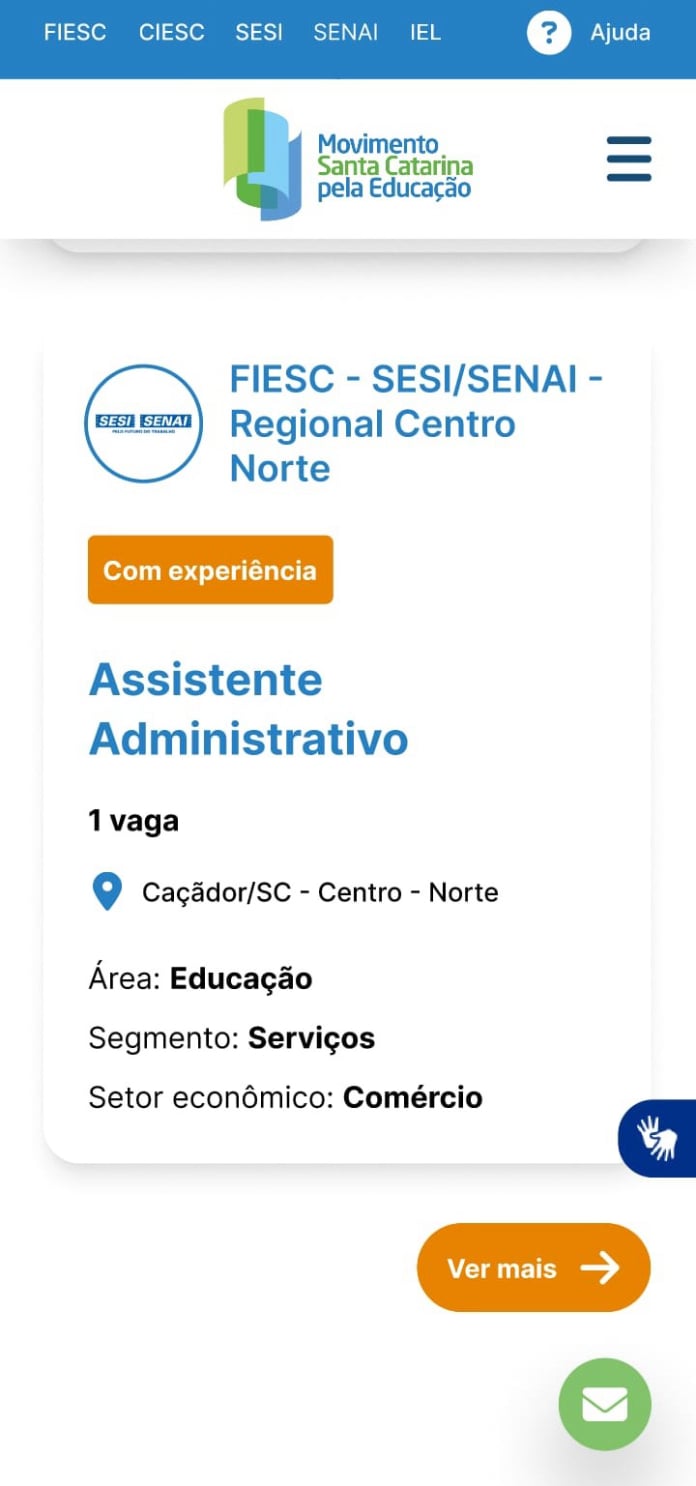 FIESC CIESC SESI SENAI IEL ? Ajuda
Movimento
Santa Catarina
pela Educação
SESI SENAI
PELO FUTURO DO TRABALHO
FIESC - SESI/SENAI -
Regional Centro
Norte
Com experiência
Assistente
Administrativo
1 vaga
Caçãdor/SC - Centro - Norte
Área: Educação
Segmento: Serviços
Setor econômico: Comércio
Ver mais